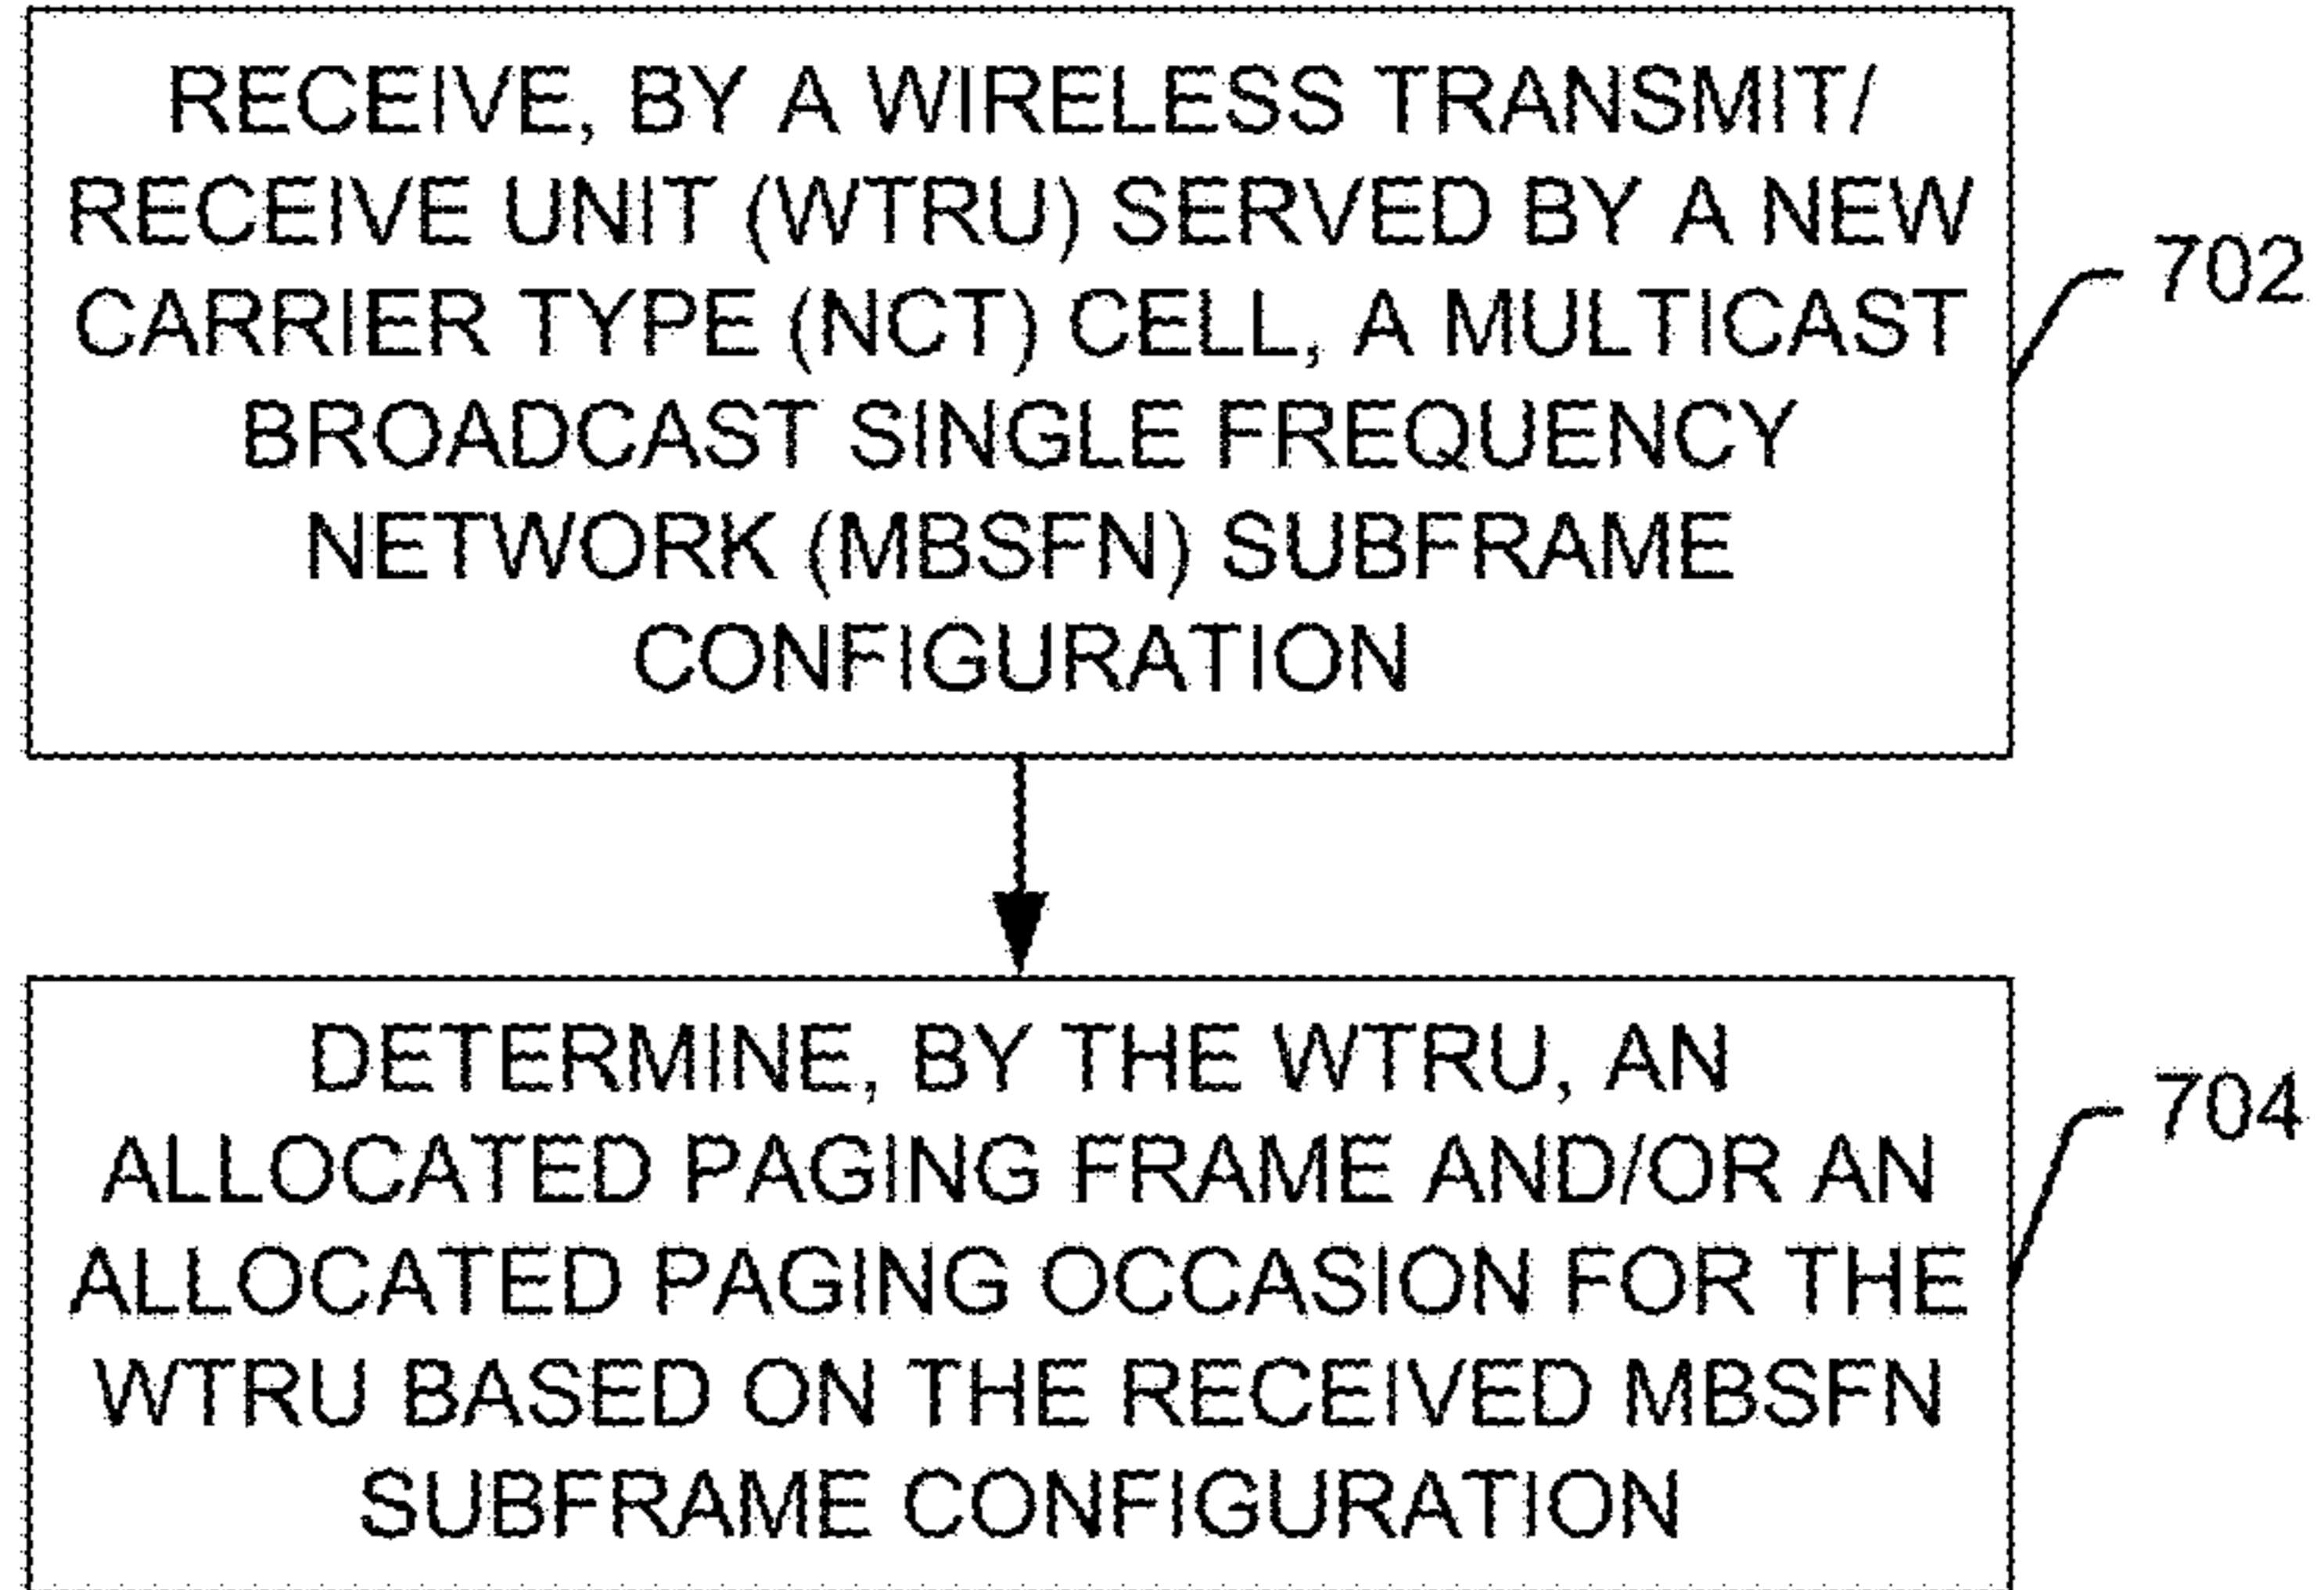 RECEIVE, BY A WIRELESS TRANSMIT/
RECEIVE UNIT (WTRU) SERVED BY A NEW
CARRIER TYPE (NCT) CELL, A MULTICAST
BROADCAST SINGLE FREQUENCY
NETWORK (MBSFN) SUBFRAME
CONFIGURATION
702
DETERMINE, BY THE WTRU, AN
ALLOCATED PAGING FRAME AND/OR AN
ALLOCATED PAGING OCCASION FOR THE
WTRU BASED ON THE RECEIVED MBSFN
SUBFRAME CONFIGURATION
704